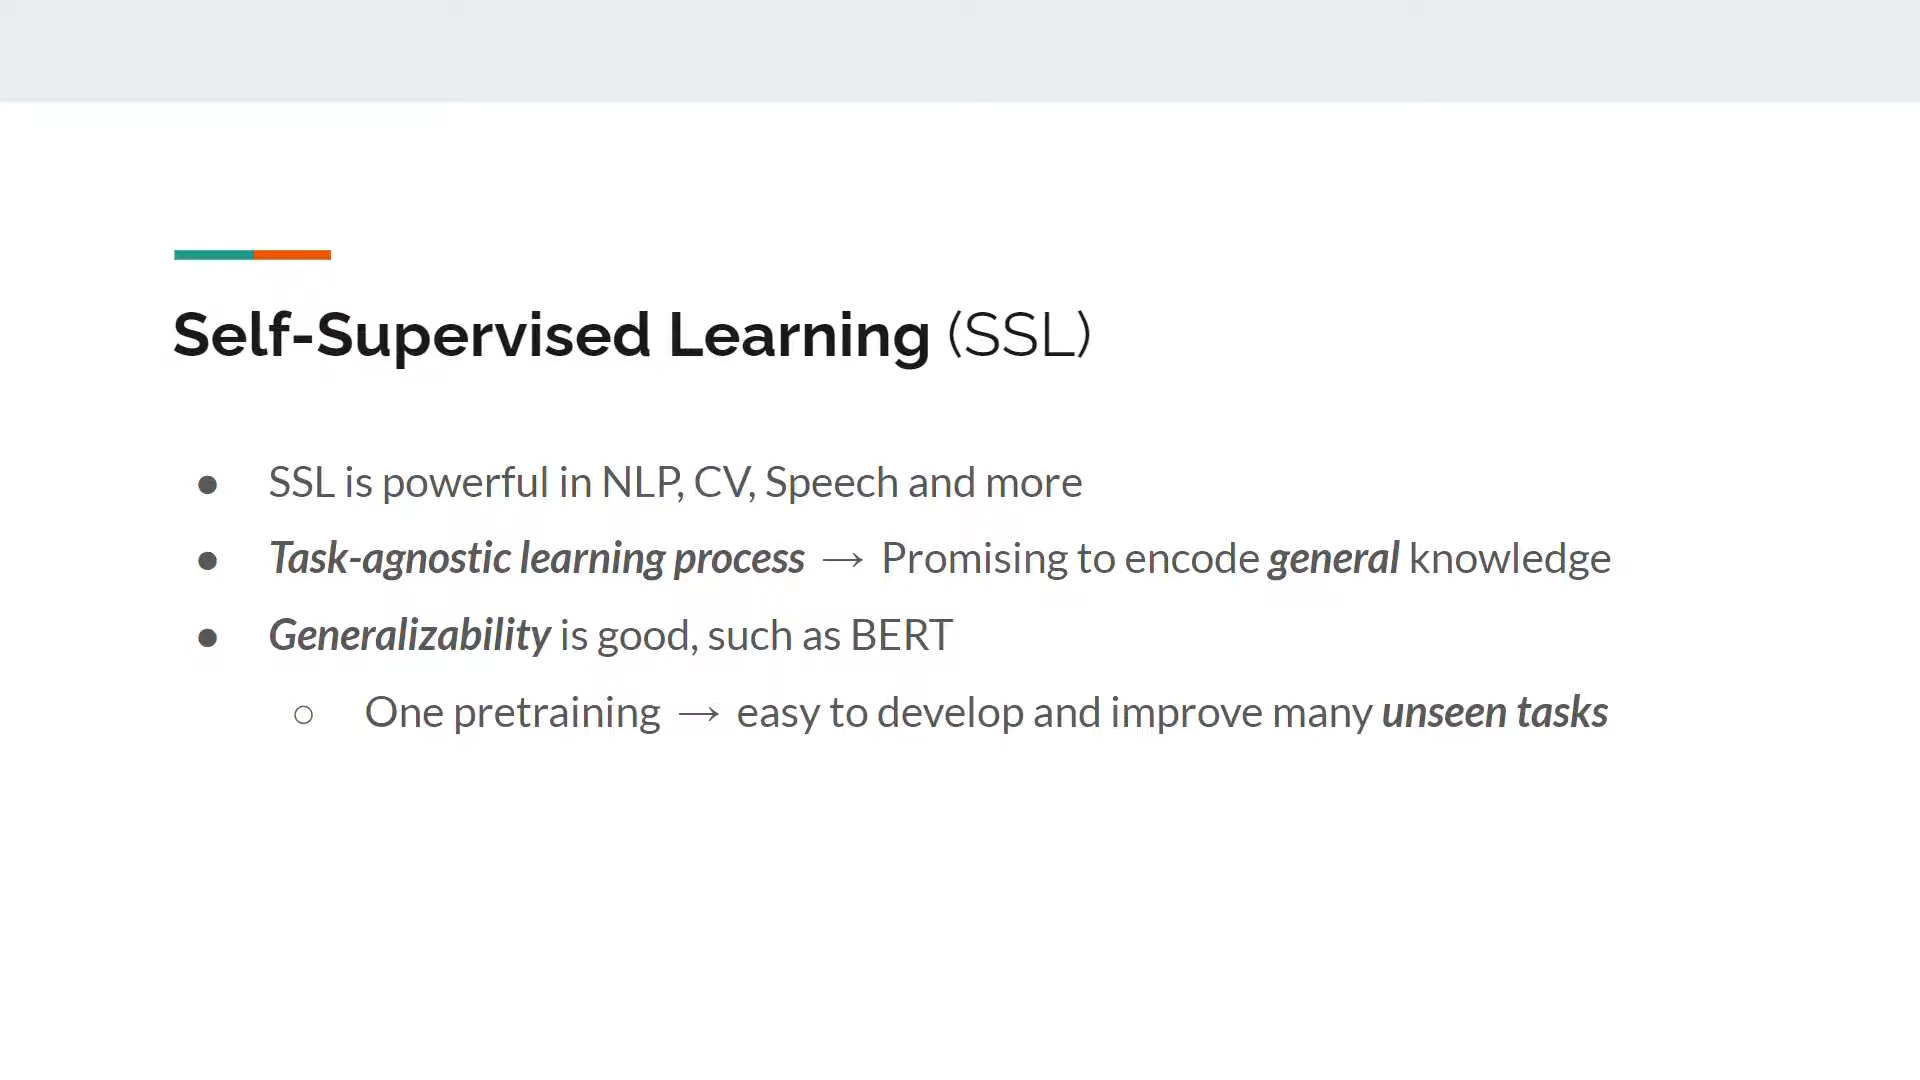 Self-Supervised Learning (SSL)
● SSL is powerful in NLP, CV, Speech and more
● Task-agnostic learning process → Promising to encode general knowledge
● Generalizability is good, such as BERT
○ One pretraining → easy to develop and improve many unseen tasks